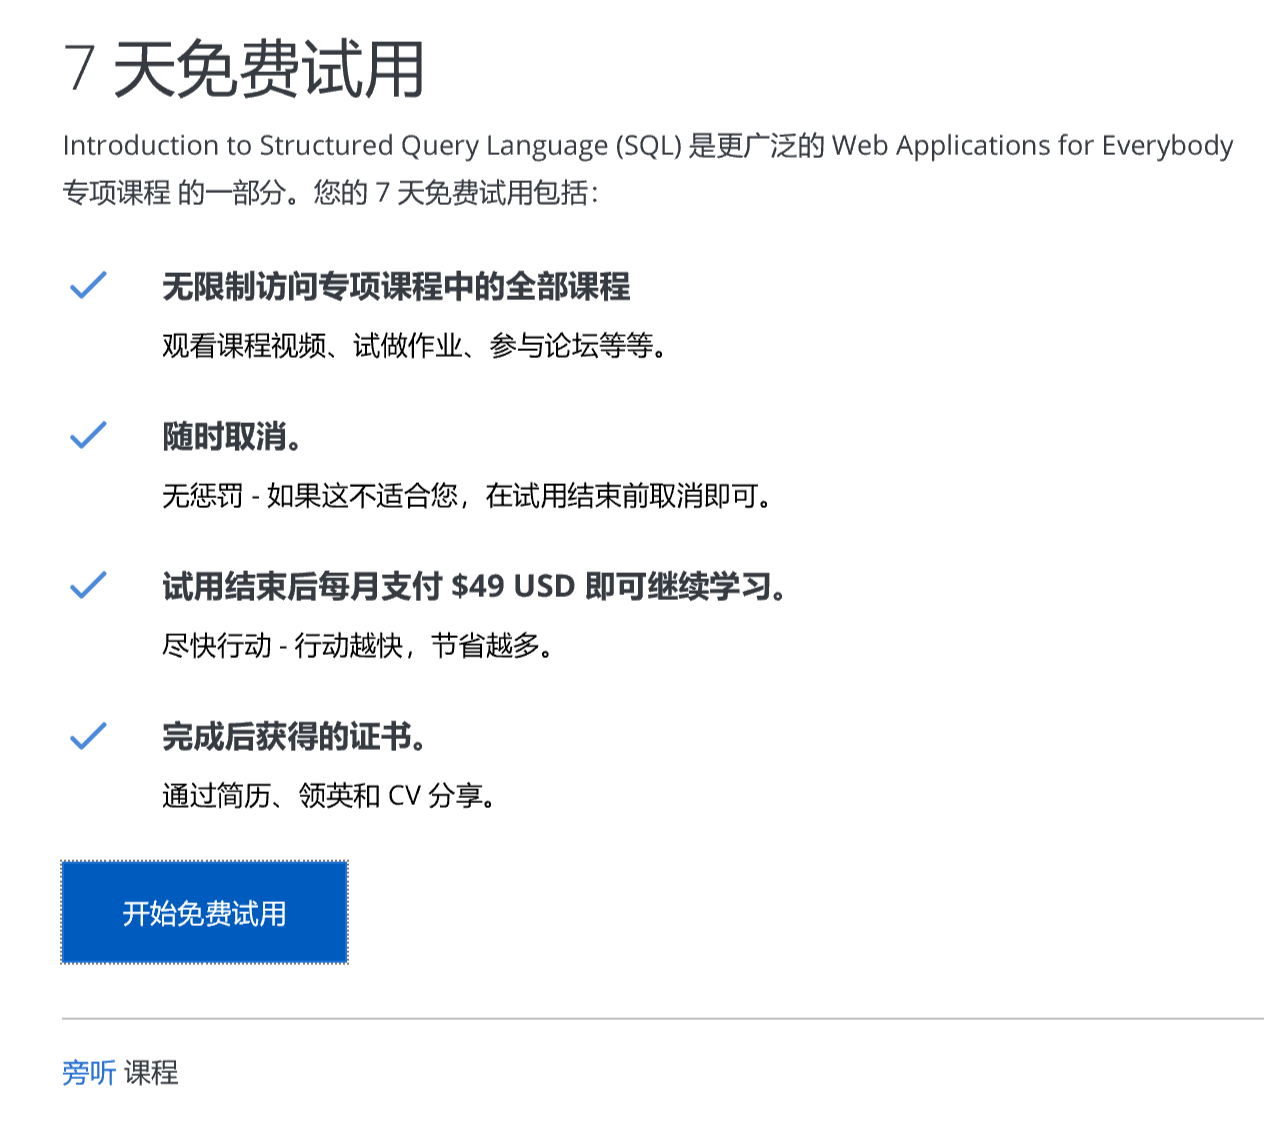 7 天免费试用
Introduction to Structured Query Language (SQL) 是更广泛的 Web Applications for Everybody
专项课程 的一部分。您的 7 天免费试用包括：
无限制访问专项课程中的全部课程
观看课程视频、试做作业、参与论坛等等。
随时取消。
无惩罚 - 如果这不适合您，在试用结束前取消即可。
试用结束后每月支付 $49 USD 即可继续学习。
尽快行动 - 行动越快，节省越多。
完成后获得的证书。
通过简历、领英和 CV 分享。
开始免费试用
旁听 课程